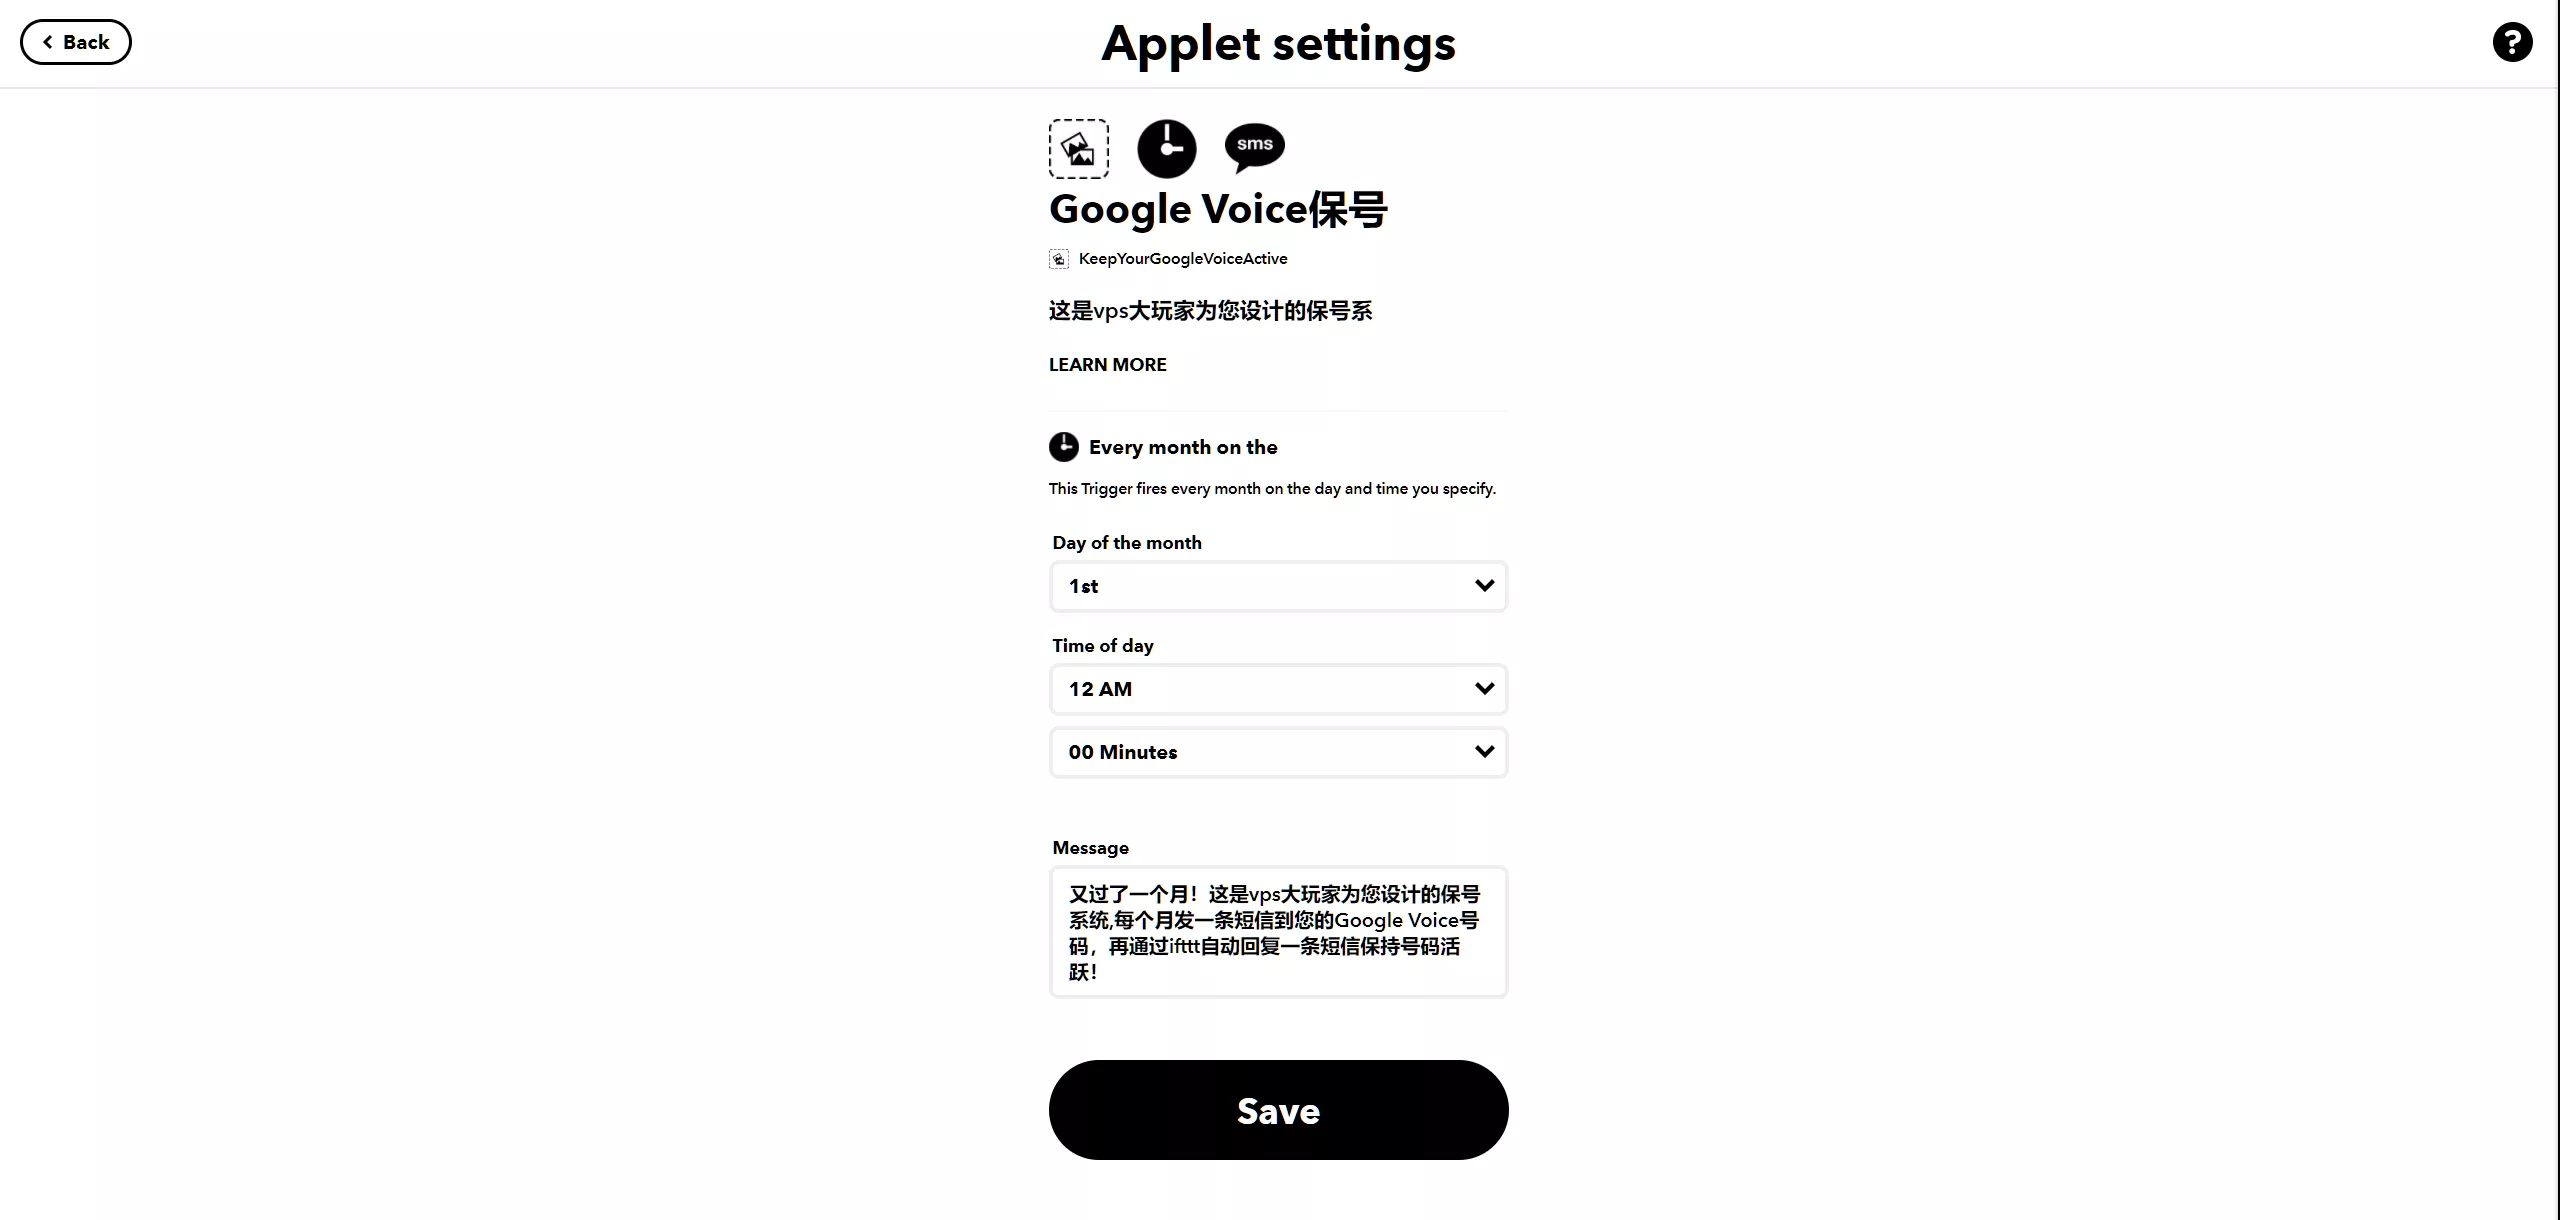 Back
Applet settings
?
sms
Google Voice保号
KeepYourGoogleVoiceActive
这是vps大玩家为您设计的保号系
LEARN MORE
Every month on the
This Trigger fires every month on the day and time you specify.
Day of the month
1st
Time of day
12 AM
00 Minutes
Message
又过了一个月！这是vps大玩家为您设计的保号
系统,每个月发一条短信到您的Google Voice号
码，再通过ifttt自动回复一条短信保持号码活
跃！
Save